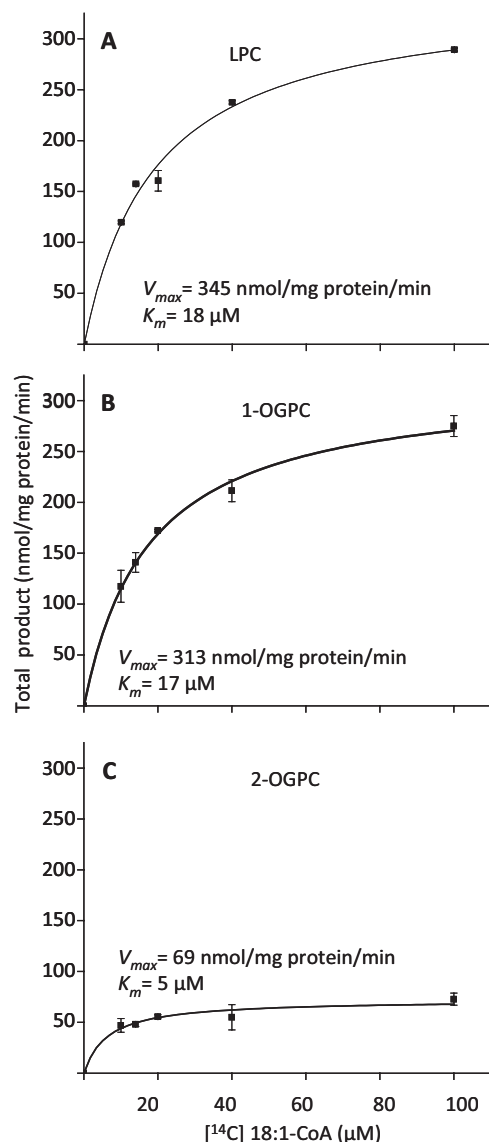 A
LPC
300
250
200
150
100
50
Vmax= 345 nmol/mg protein/min
Km= 18 µM
B
1-OGPC
300
250
200
150
100
50
Vmax= 313 nmol/mg protein/min
Km= 17 µM
C
2-OGPC
300
250
200
150
100
50
Vmax= 69 nmol/mg protein/min
Km= 5 µM
20 40 60 80 100
[¹⁴C] 18:1-CoA (µM)
Total product (nmol/mg protein/min)